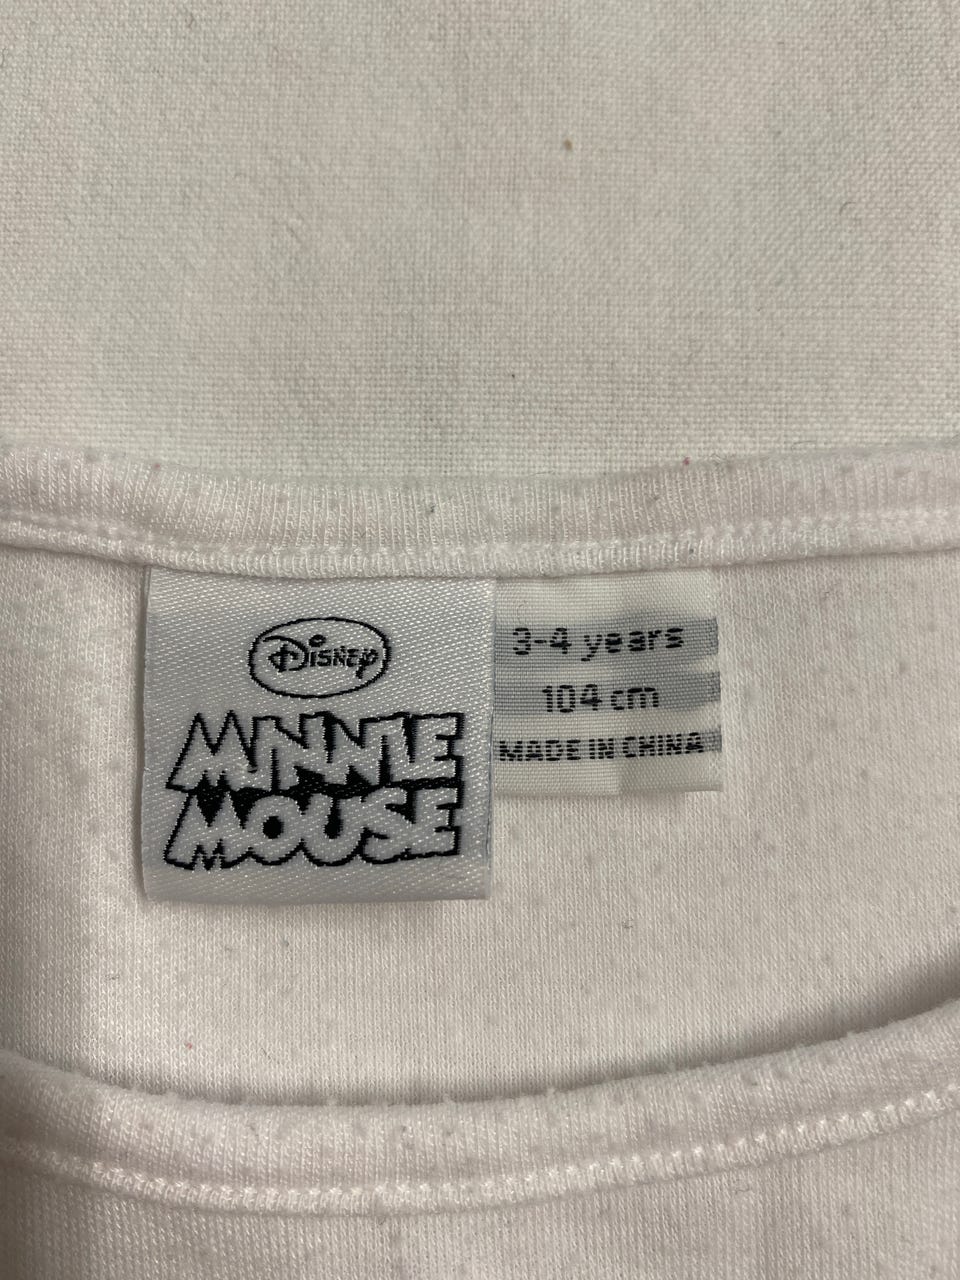 Disney
MINNIE
MOUSE
3-4 years
104 cm
MADE IN CHINA